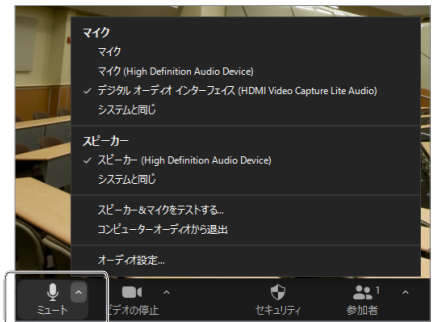 マイク
マイク
マイク (High Definition Audio Device)
✓ デジタル オーディオ インターフェイス (HDMI Video Capture Lite Audio)
システムと同じ
スピーカー
✓ スピーカー (High Definition Audio Device)
システムと同じ
スピーカー&マイクをテストする...
コンピューターオーディオから退出
オーディオ設定...
1
ミュート
デオの停止
セキュリティ
参加者